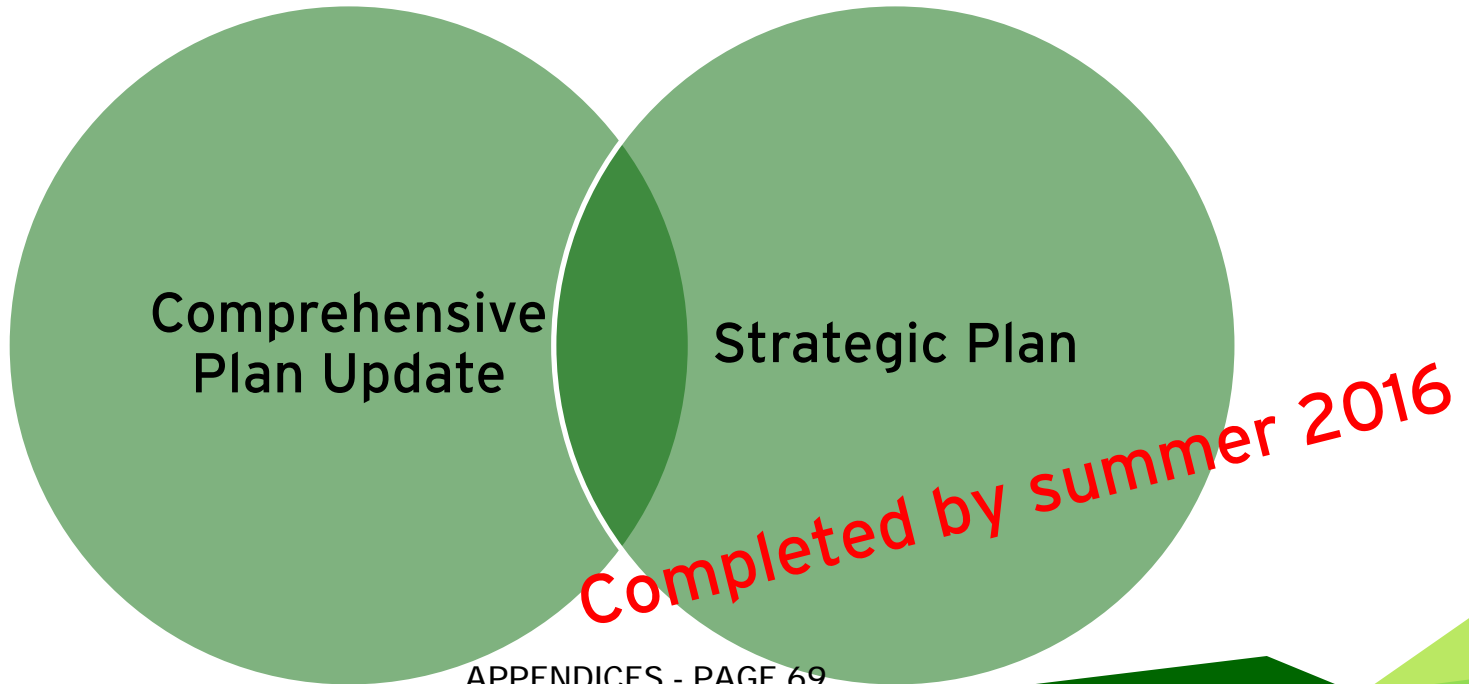 Comprehensive
Plan Update
Strategic Plan
Completed by summer 2016
APPENDICES - PAGE 69